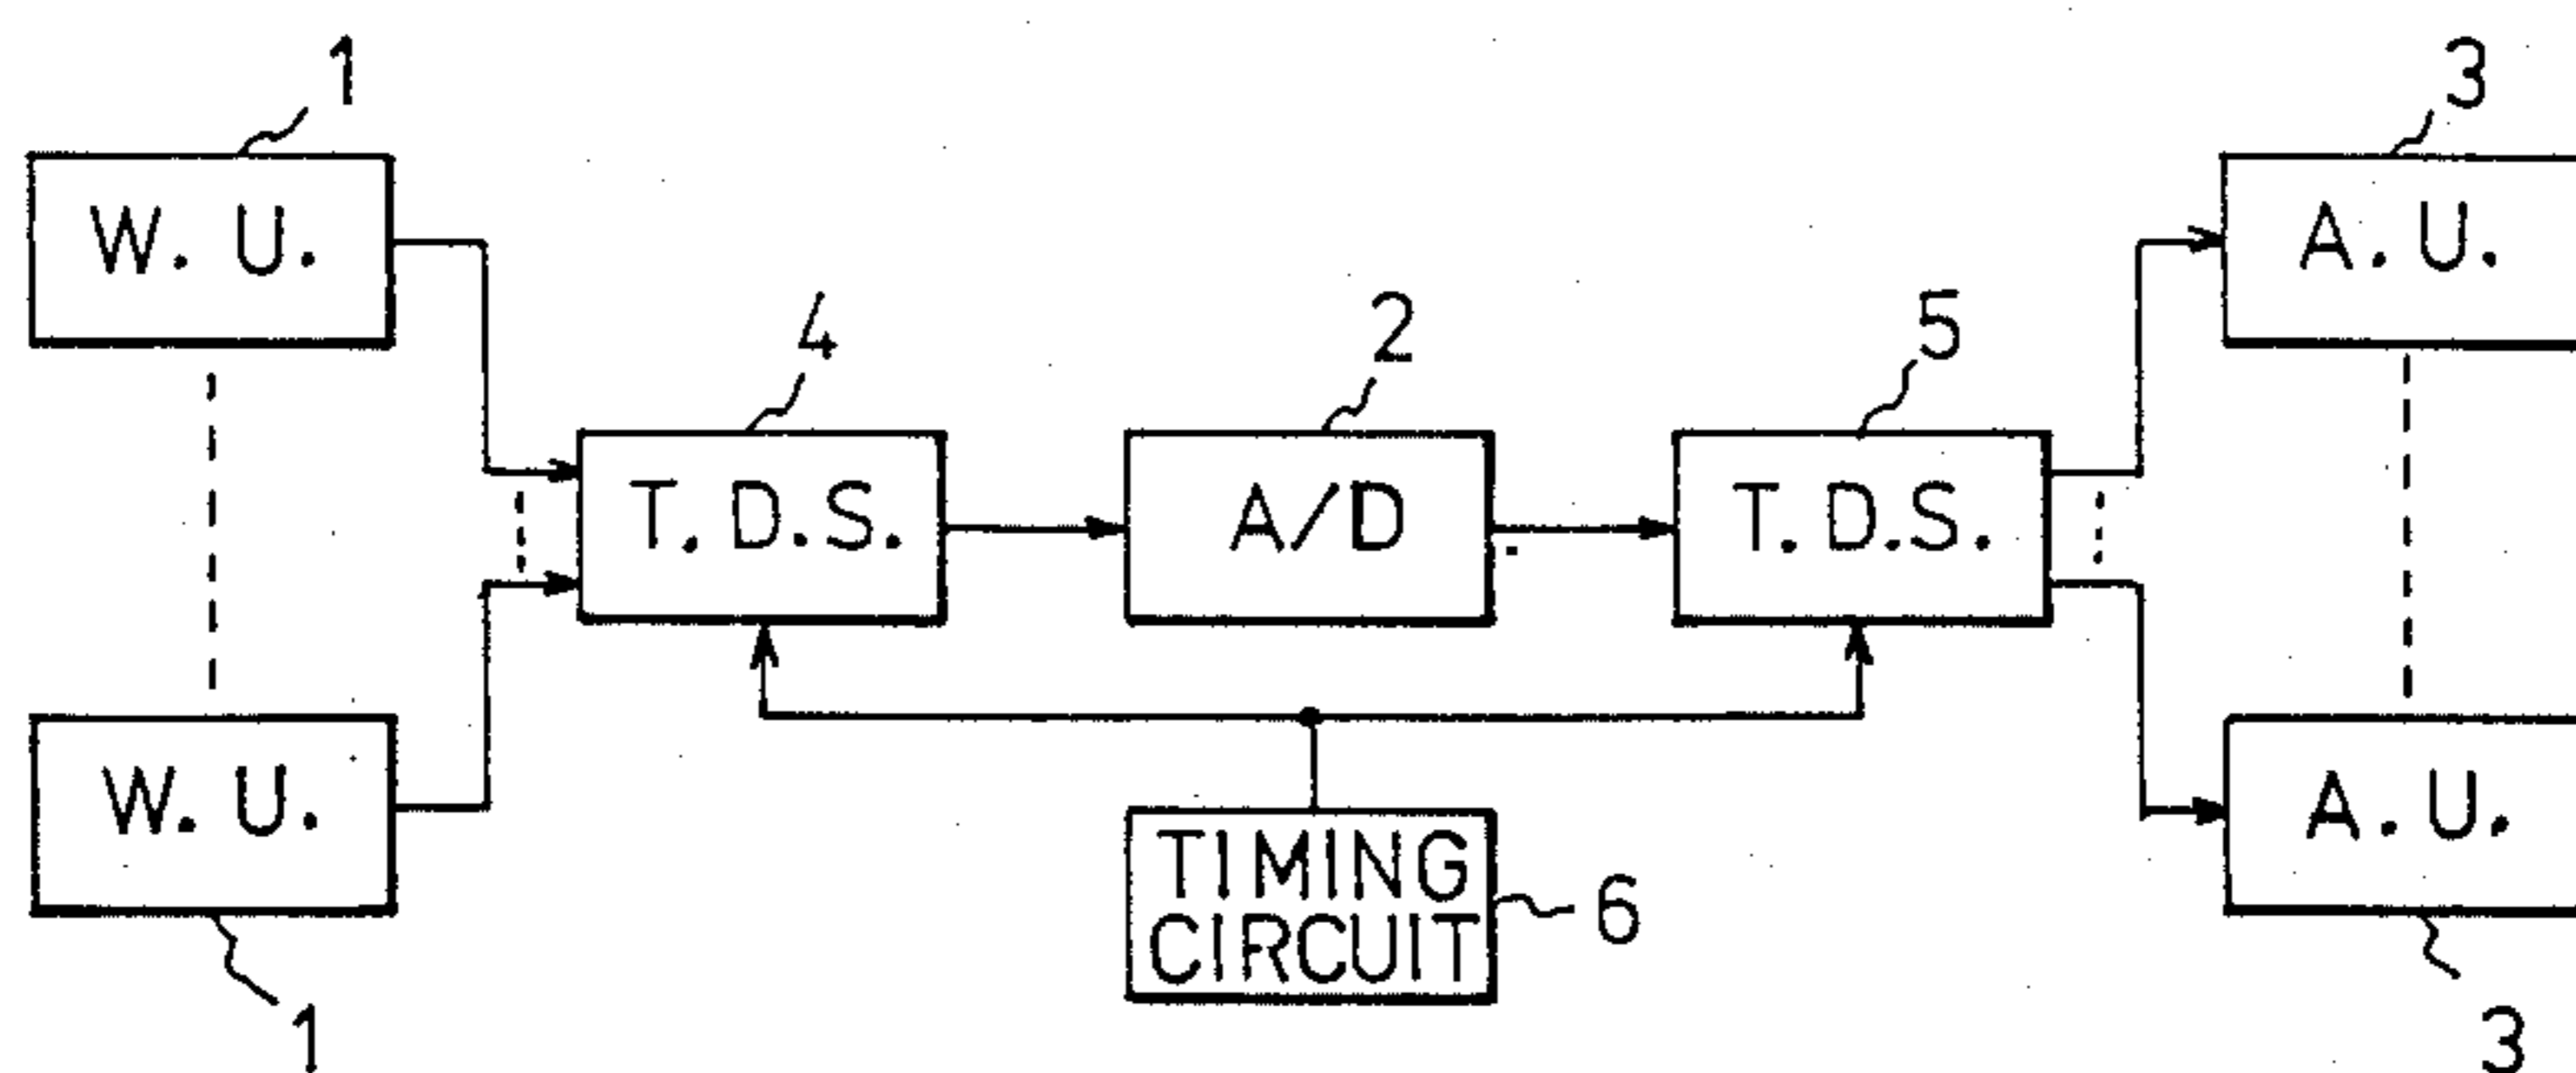 1
3
W. U.
A. U.
4
2
5
T. D. S.
A/D
T. D. S.
W. U.
TIMING
CIRCUIT
6
A. U.
1
3